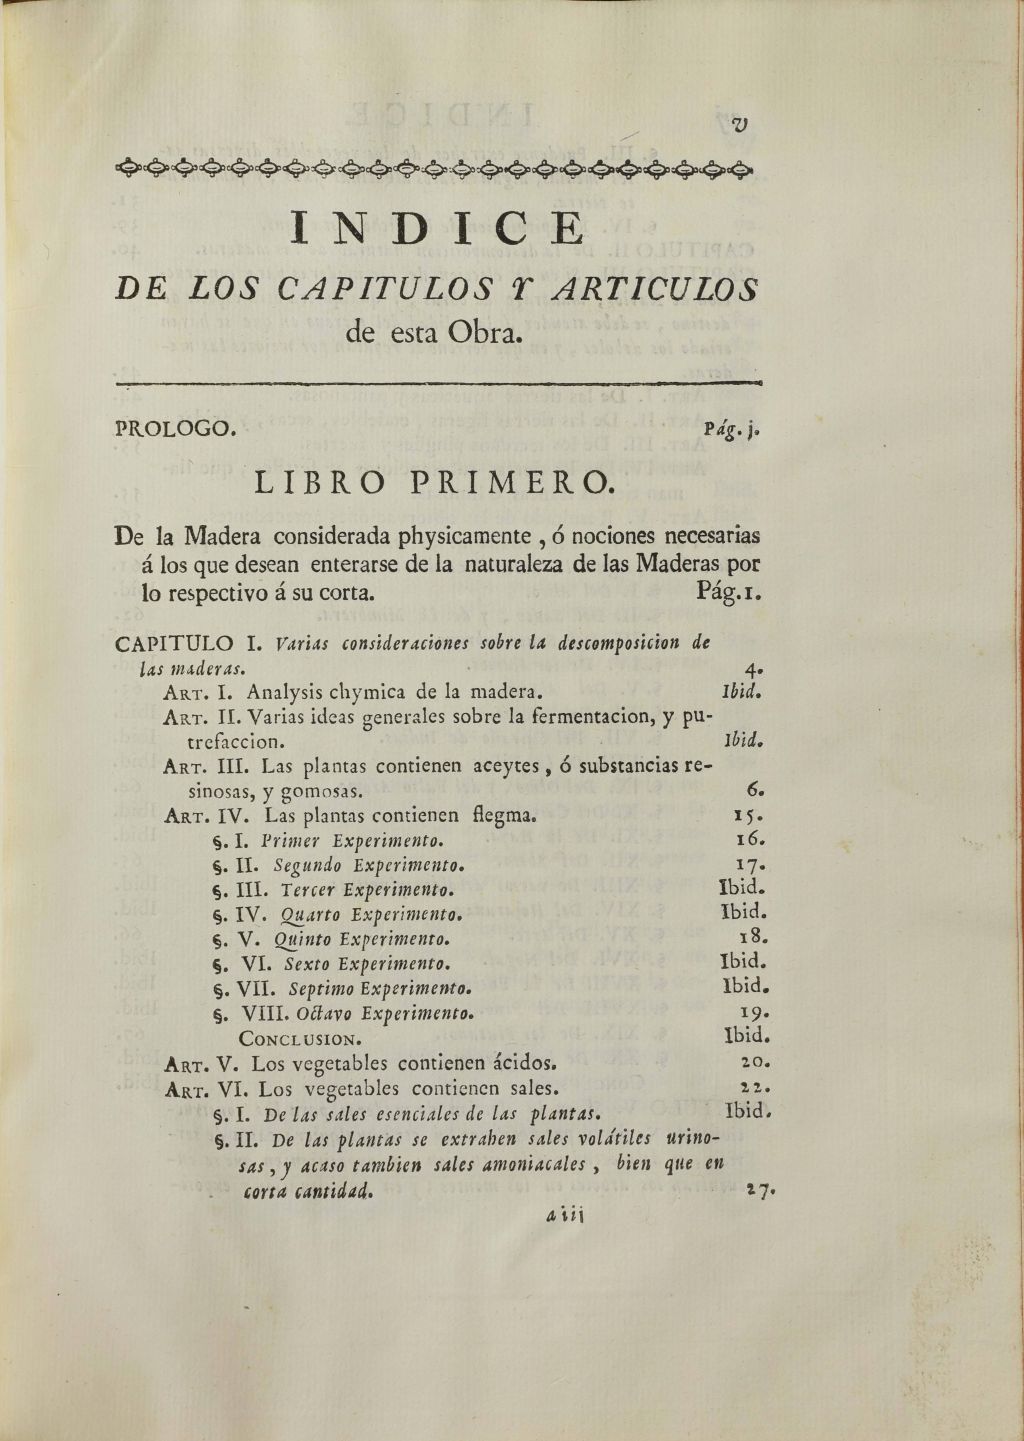 v
INDICE
DE LOS CAPITULOS Y ARTICULOS
de esta Obra.
PROLOGO. Pág. j.
LIBRO PRIMERO.
De la Madera considerada physicamente , ó nociones necesarias
á los que desean enterarse de la naturaleza de las Maderas por
lo respectivo á su corta. Pág. 1.
CAPITULO I. Varias consideraciones sobre la descomposicion de
las maderas. 4.
ART. I. Analysis chymica de la madera. Ibid.
ART. II. Varias ideas generales sobre la fermentacion, y pu-
trefaccion. Ibid.
ART. III. Las plantas contienen aceytes , ó substancias re-
sinosas, y gomosas. 6.
ART. IV. Las plantas contienen flegma. 15.
§. I. Primer Experimento. 16.
§. II. Segundo Experimento. 17.
§. III. Tercer Experimento. Ibid.
§. IV. Quarto Experimento. Ibid.
§. V. Quinto Experimento. 18.
§. VI. Sexto Experimento. Ibid.
§. VII. Septimo Experimento. Ibid.
§. VIII. Octavo Experimento. 19.
CONCLUSION. Ibid.
ART. V. Los vegetables contienen ácidos. 20.
ART. VI. Los vegetables contienen sales. 22.
§. I. De las sales esenciales de las plantas. Ibid.
§. II. De las plantas se extrahen sales volátiles urino-
sas , y acaso tambien sales amoniacales , bien que en
corta cantidad. 27.
a iij